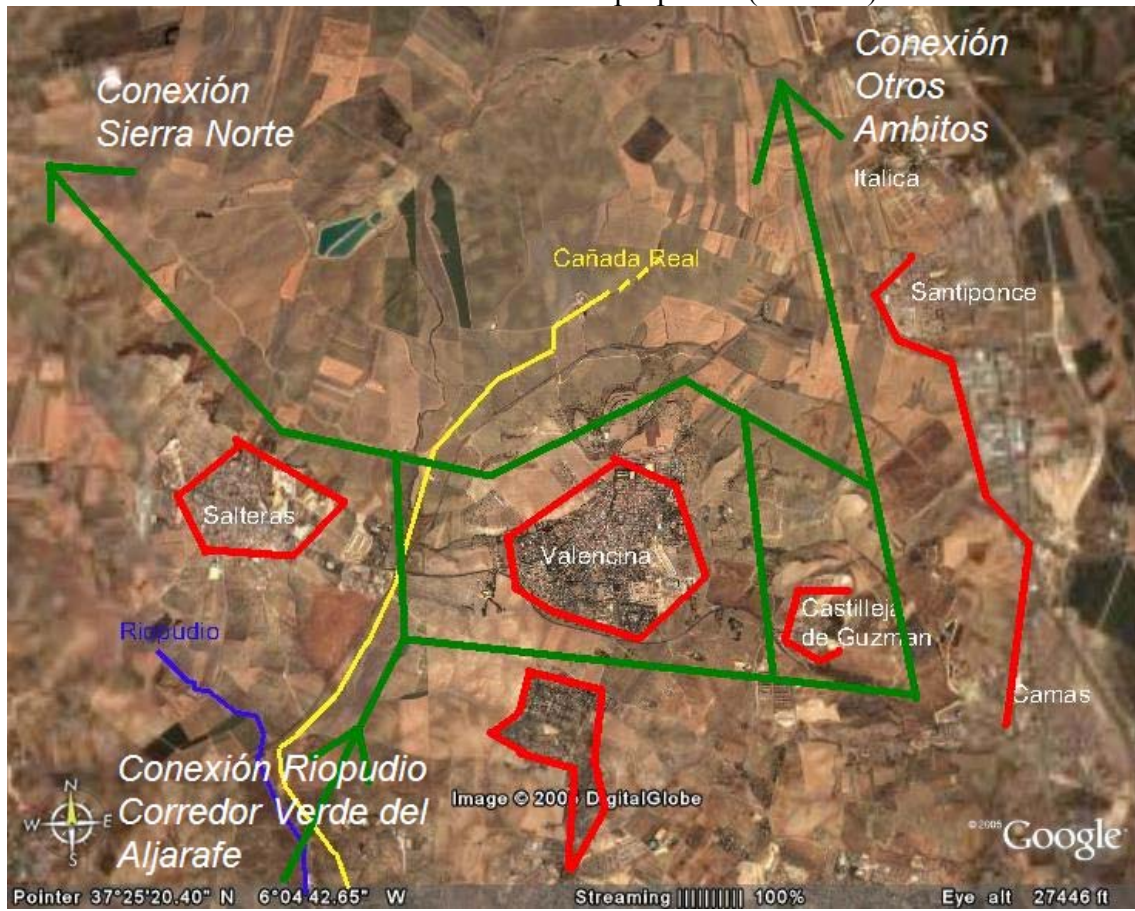 Conexión
Sierra Norte
Conexión
Otros
Ambitos
Italica
Cañada Real
Santiponce
Salteras
Valencina
Castilleja
de Guzman
Riopudio
Camas
Conexión Riopudio
Corredor Verde del
Aljarafe
Image © 2005 DigitalGlobe
© 2005 Google
N
W E
S
Pointer 37°25'20.40" N 6°04'42.65" W Streaming |||||||||| 100% Eye alt 27446 ft